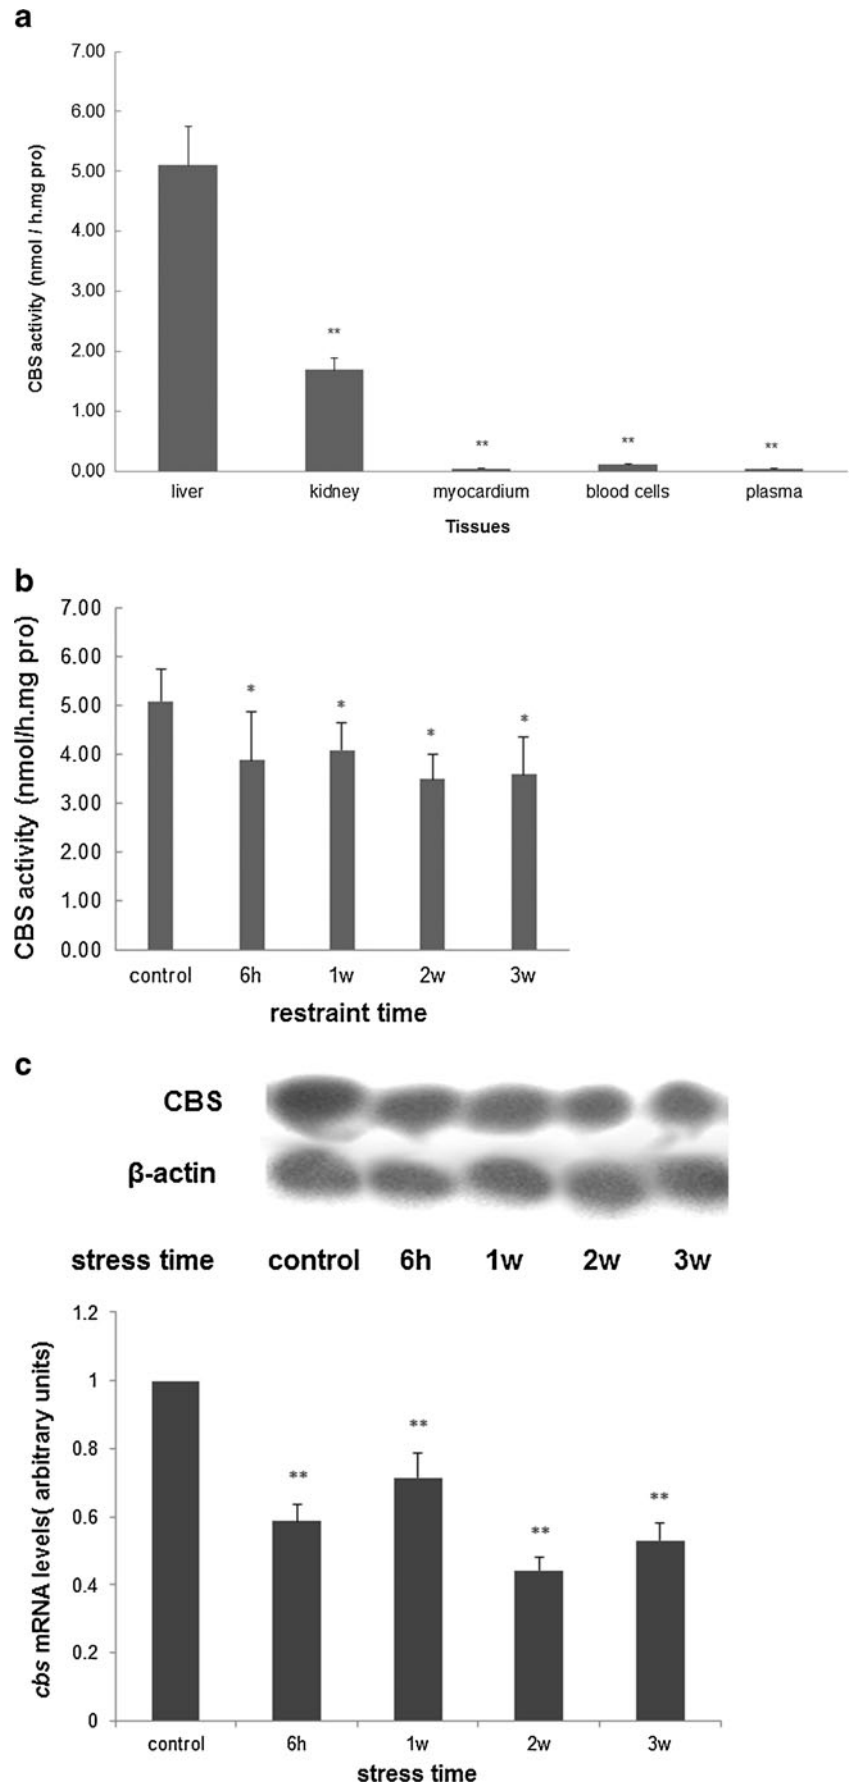 a
7.00
6.00
5.00
4.00
3.00
2.00
1.00
0.00
CBS activity (nmol / h.mg pro)
**
**
**
**
liver kidney myocardium blood cells plasma
Tissues
b
7.00
6.00
5.00
4.00
3.00
2.00
1.00
0.00
CBS activity (nmol/h.mg pro)
*
*
*
*
control 6h 1w 2w 3w
restraint time
c
CBS
β-actin
stress time control 6h 1w 2w 3w
1.2
1
0.8
0.6
0.4
0.2
0
cbs mRNA levels( arbitrary units)
**
**
**
**
control 6h 1w 2w 3w
stress time